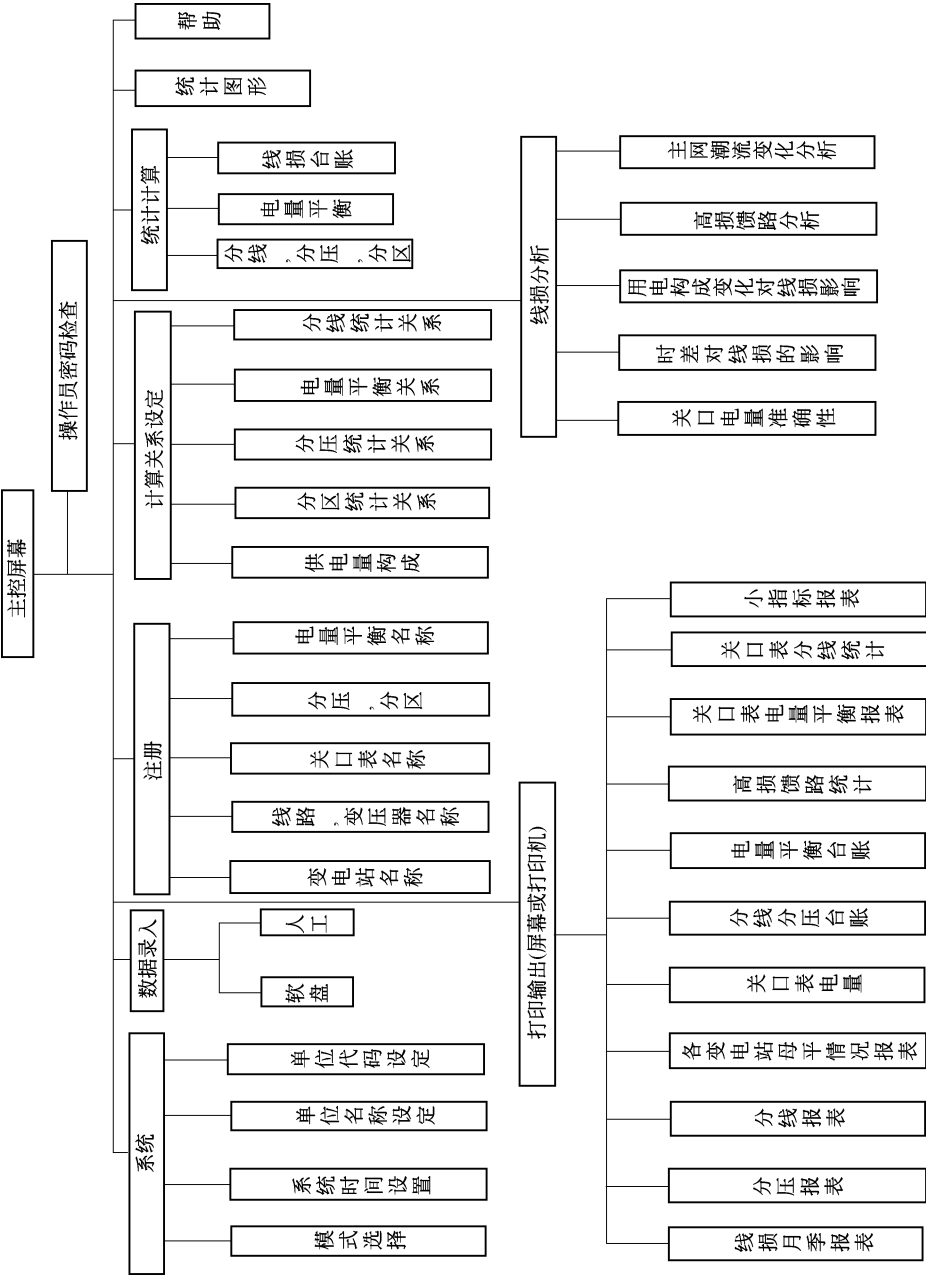 主控屏幕
操作员密码检查
系统
模式选择
系统时间设置
单位名称设定
单位代码设定
数据录入
软盘
人工
注册
变电站名称
线路,变压器名称
关口表名称
分压,分区
电量平衡名称
计算关系设定
供电量构成
分区统计关系
分压统计关系
电量平衡关系
分线统计关系
统计计算
分线,分压,分区
电量平衡
线损台账
统计图形
帮助
打印输出(屏幕或打印机)
线损月季报表
分压报表
分线报表
各变电站母平情况报表
关口表电量
分线分压台账
电量平衡台账
高损馈路统计
关口表电量平衡报表
关口表分线统计
小指标报表
线损分析
关口电量准确性
时差对线损的影响
用电构成变化对线损影响
高损馈路分析
主网潮流变化分析